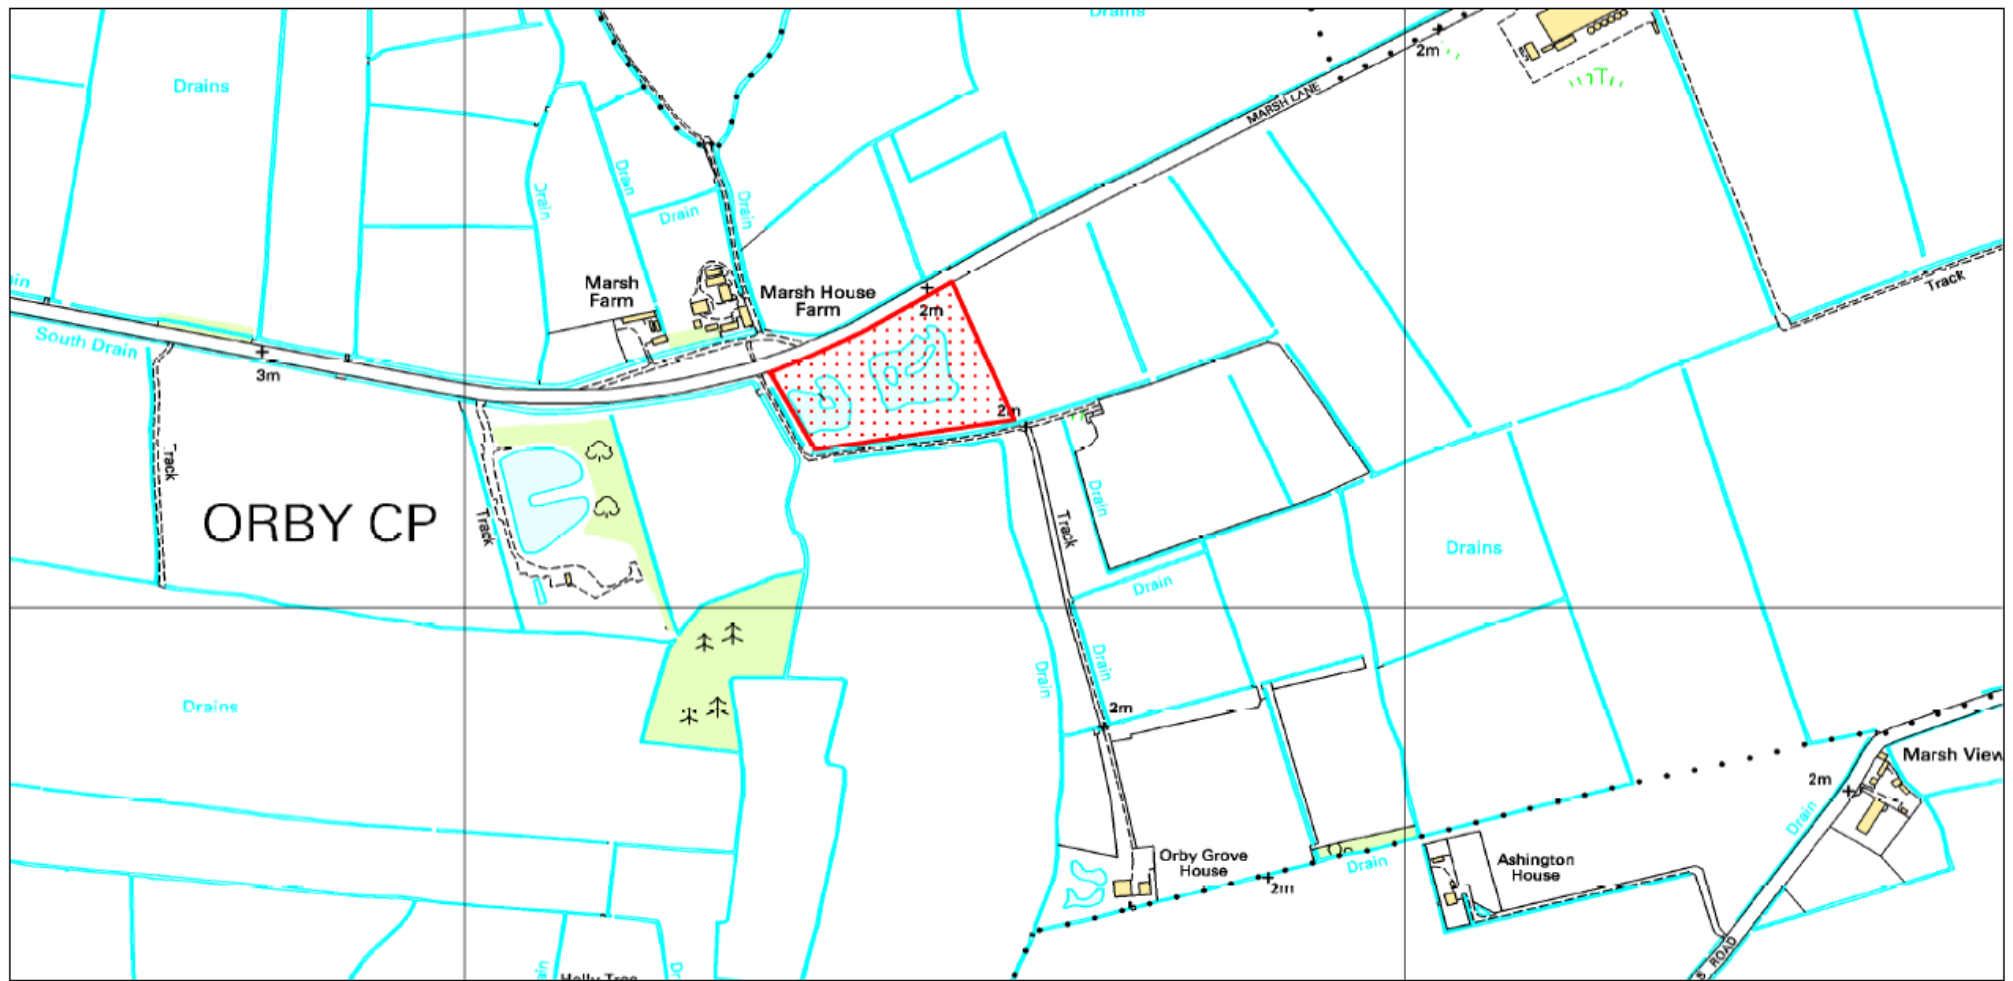 Drains
2m
MARSH LANE
Drains
Drain
Drain
Drain
Drain
Marsh
Farm
Marsh House
Farm
2m
Track
South Drain
3m
2m
Track
ORBY CP
Track
Drain
Track
Drains
Drain
Drain
Drain
Drains
2m
Marsh View
2m
Drain
Orby Grove
House
Drain
Ashington
House
2m
ROAD
Holly Tree